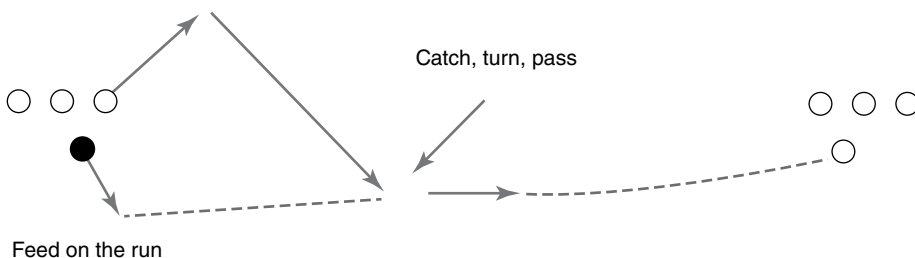 Catch, turn, pass
Feed on the run